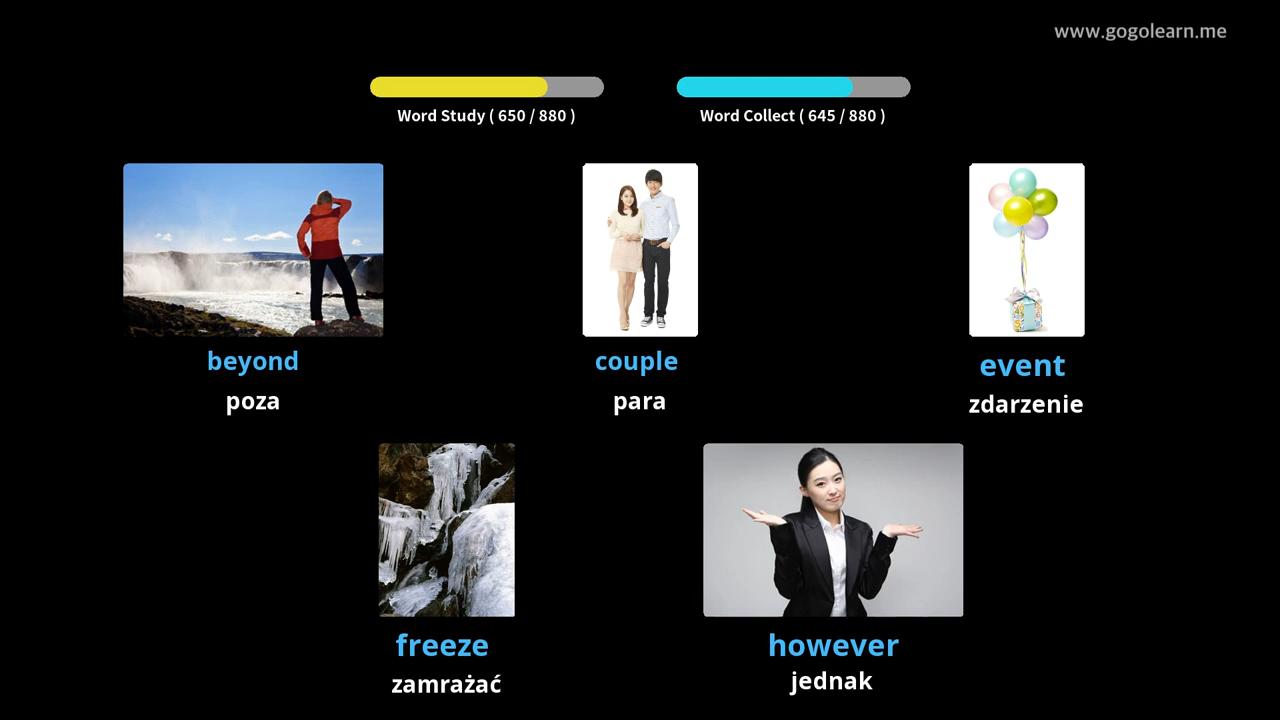 www.gogolearn.me
Word Study ( 650 / 880 )
Word Collect ( 645 / 880 )
beyond
poza
couple
para
event
zdarzenie
freeze
zamrażać
however
jednak